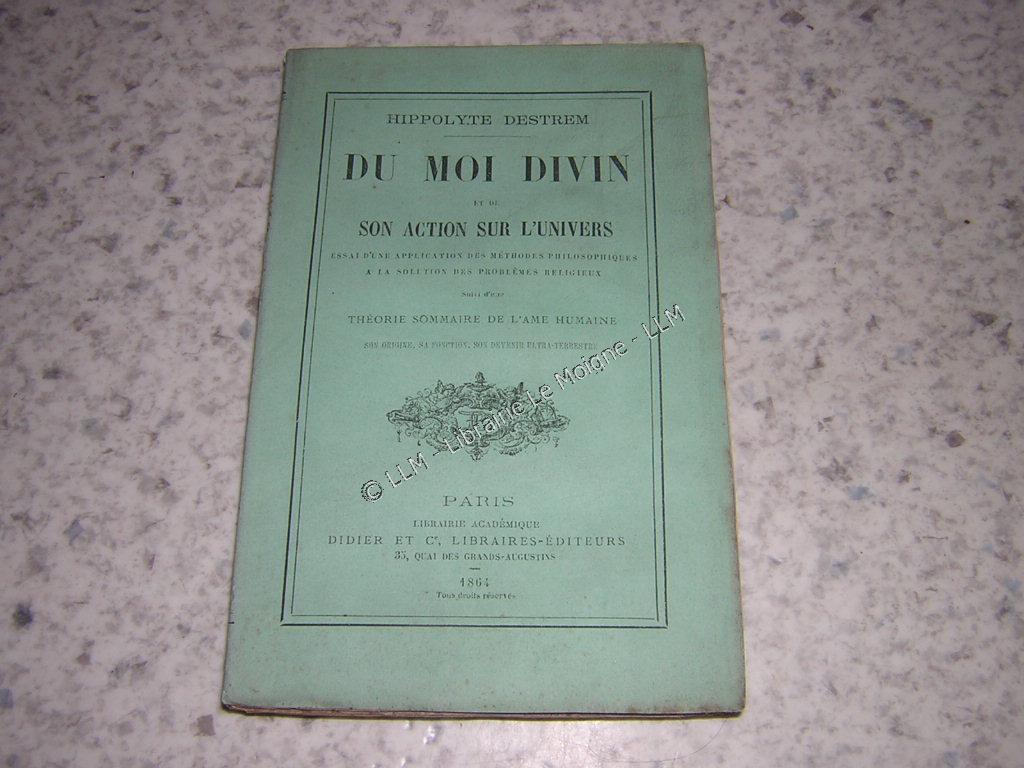 HIPPOLYTE DESTREM
DU MOI DIVIN
ET DE
SON ACTION SUR L'UNIVERS
ESSAI D'UNE APPLICATION DES MÉTHODES PHILOSOPHIQUES
A LA SOLUTION DES PROBLÈMES RELIGIEUX
Suivi d'une
THÉORIE SOMMAIRE DE L'AME HUMAINE
SON ORIGINE, SA FONCTION, SON DEVENIR ULTRA-TERRESTRE
© LLM - Librairie Le Moigne - LLM
PARIS
LIBRAIRIE ACADÉMIQUE
DIDIER ET Cie, LIBRAIRES-ÉDITEURS
35, QUAI DES GRANDS-AUGUSTINS
1864
Tous droits réservés